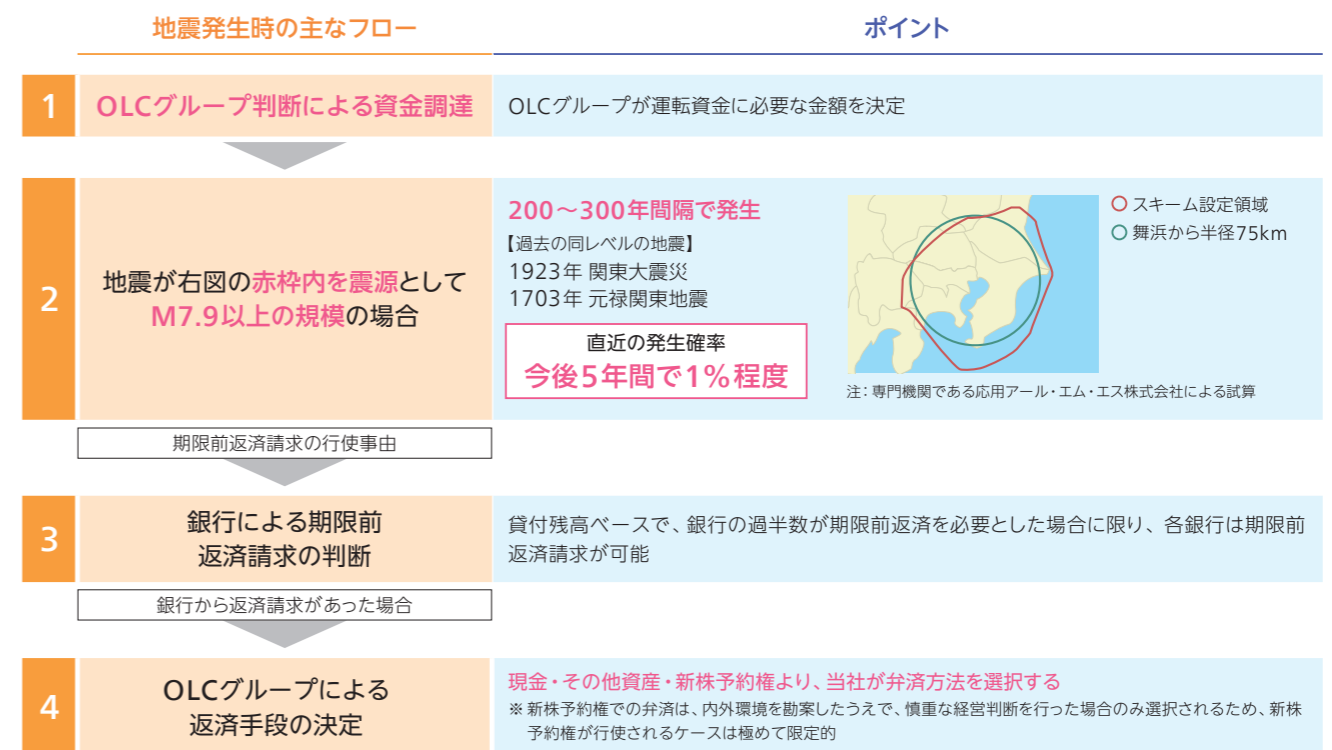 地震発生時の主なフロー
ポイント
1
OLCグループ判断による資金調達
OLCグループが運転資金に必要な金額を決定
2
地震が右図の赤枠内を震源として
M7.9以上の規模の場合
200～300年間隔で発生
【過去の同レベルの地震】
1923年 関東大震災
1703年 元禄関東地震
直近の発生確率
今後5年間で1％程度
スキーム設定領域
舞浜から半径75km
注：専門機関である応用アール・エム・エス株式会社による試算
期限前返済請求の行使事由
3
銀行による期限前
返済請求の判断
貸付残高ベースで、銀行の過半数が期限前返済を必要とした場合に限り、各銀行は期限前
返済請求が可能
銀行から返済請求があった場合
4
OLCグループによる
返済手段の決定
現金・その他資産・新株予約権より、当社が弁済方法を選択する
※ 新株予約権での弁済は、内外環境を勘案したうえで、慎重な経営判断を行った場合のみ選択されるため、新株
予約権が行使されるケースは極めて限定的